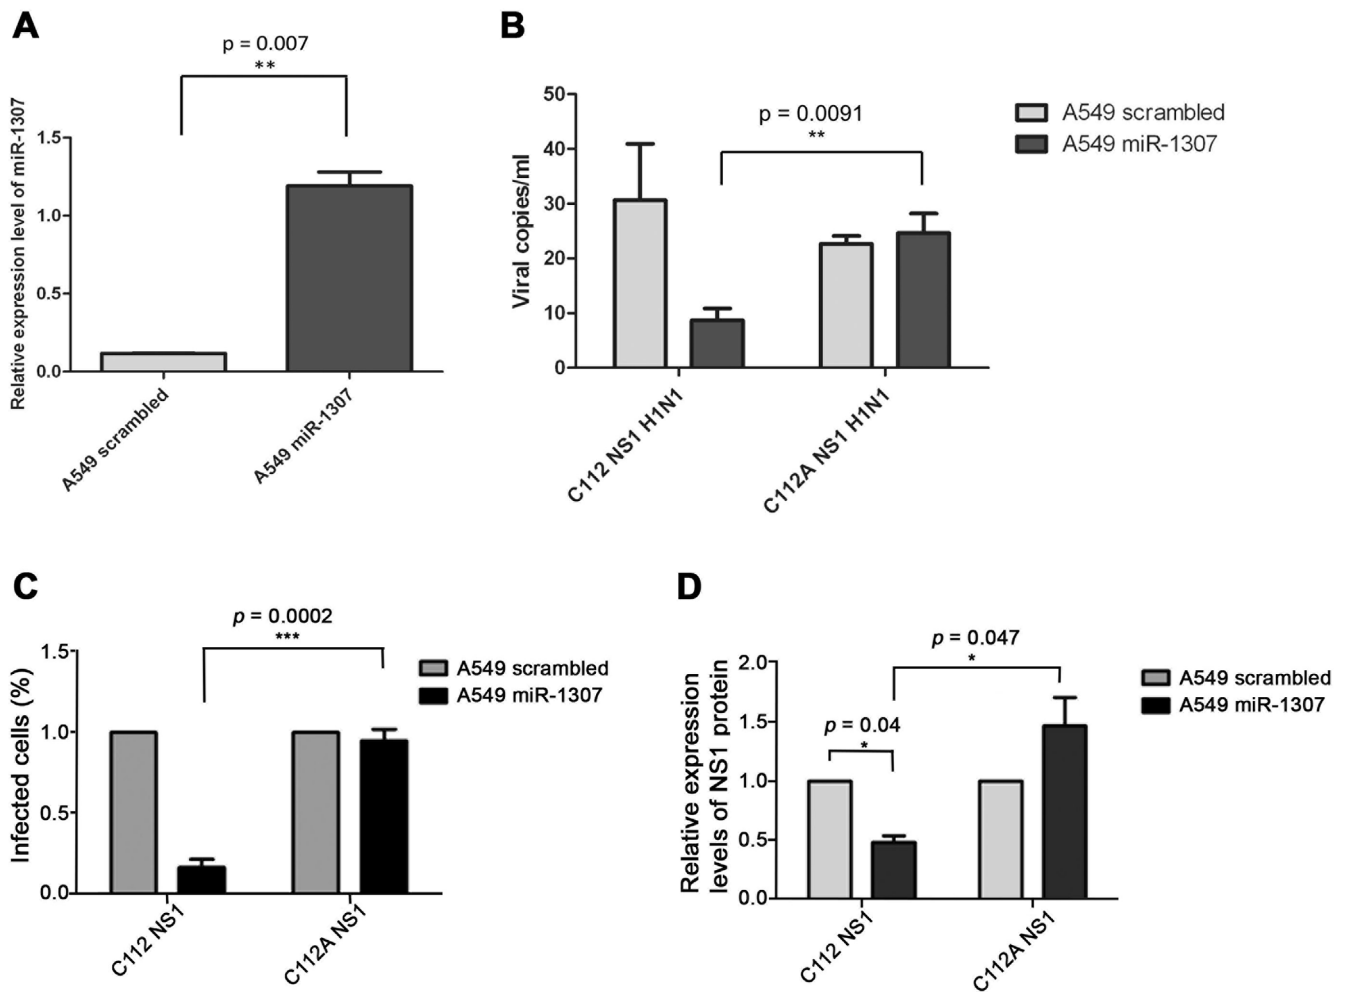 A
p = 0.007
**
Relative expression level of miR-1307
1.5
1.0
0.5
0.0
A549 scrambled
A549 miR-1307
B
p = 0.0091
**
Viral copies/ml
50
40
30
20
10
0
C112 NS1 H1N1
C112A NS1 H1N1
A549 scrambled
A549 miR-1307
C
p = 0.0002
***
Infected cells (%)
1.5
1.0
0.5
0.0
C112 NS1
C112A NS1
A549 scrambled
A549 miR-1307
D
p = 0.047
*
p = 0.04
*
Relative expression
levels of NS1 protein
2.0
1.5
1.0
0.5
0.0
C112 NS1
C112A NS1
A549 scrambled
A549 miR-1307